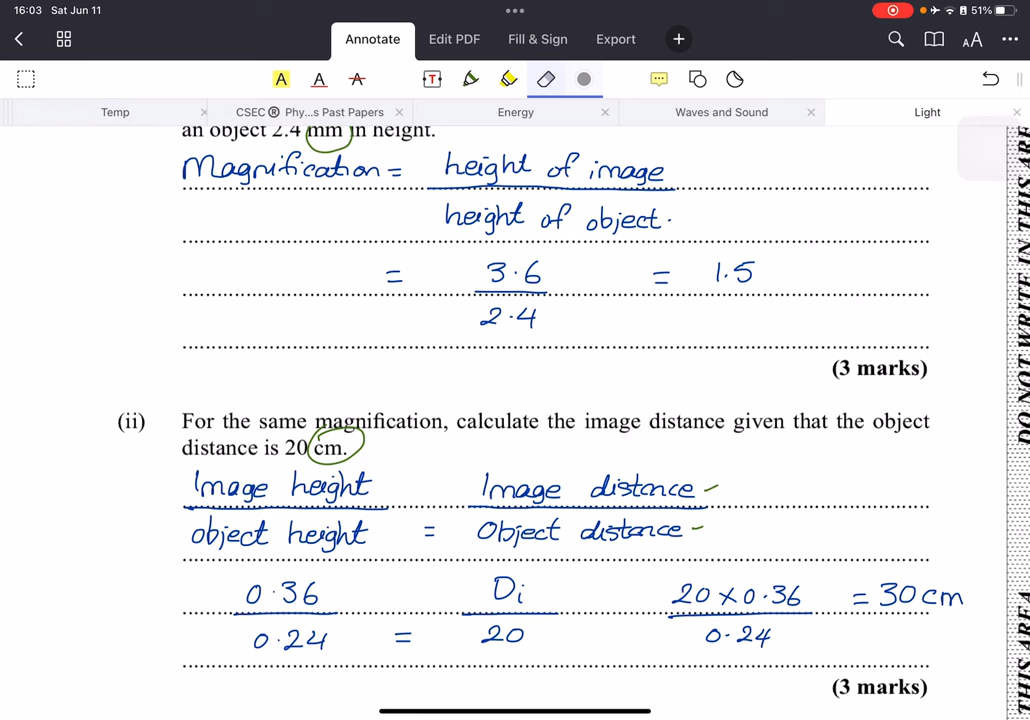 16:03 Sat Jun 11
51%
Annotate Edit PDF Fill & Sign Export
AA
T
Temp CSEC ® Phy...s Past Papers Energy Waves and Sound Light
an object 2.4 mm in height.
Magnification = height of image
height of object.
= 3.6 = 1.5
2.4
(3 marks)
(ii) For the same magnification, calculate the image distance given that the object
distance is 20 cm.
Image height Image distance
object height = Object distance
0.36 Di 20 × 0.36 = 30 cm
0.24 = 20 0.24
(3 marks)
DO NOT WRITE IN THIS ARE
THIS AREA